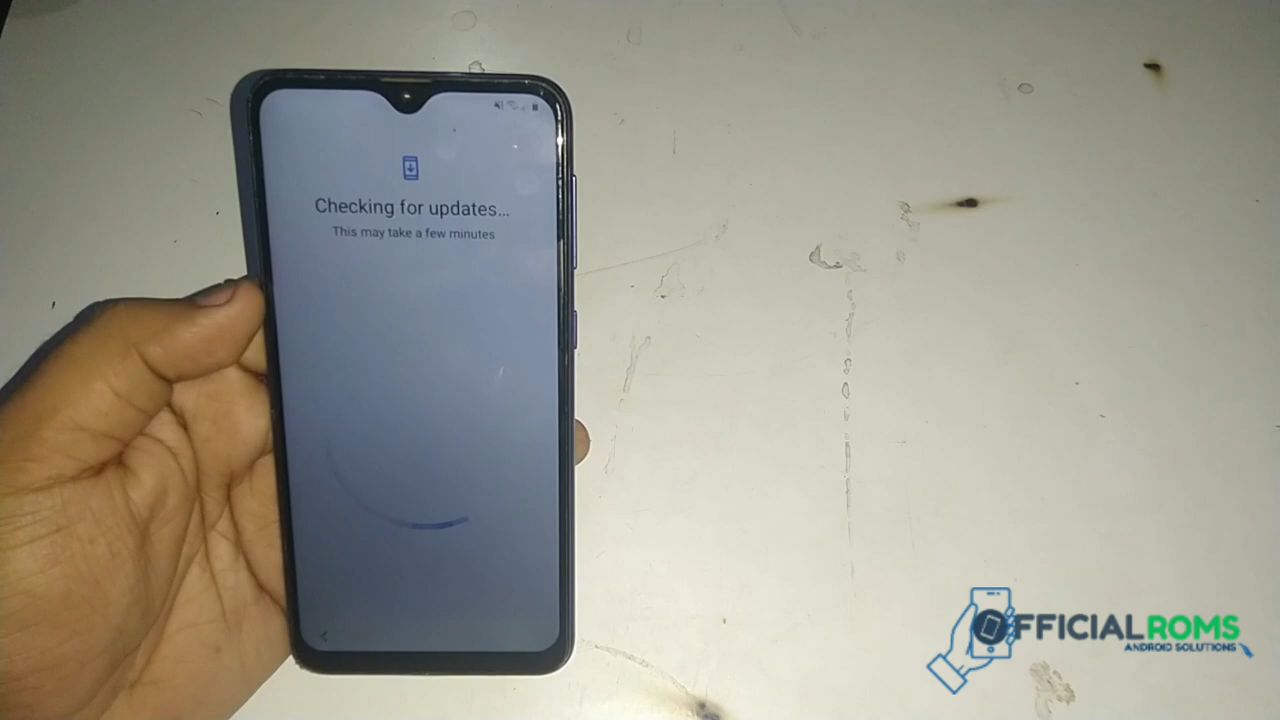 Checking for updates...
This may take a few minutes
OFFICIALROMS
ANDROID SOLUTIONS